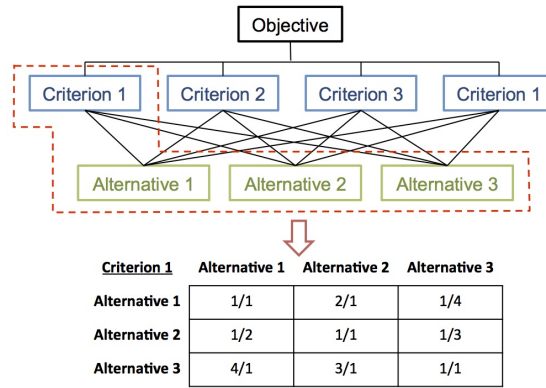 Objective
Criterion 1 Criterion 2 Criterion 3 Criterion 1
Alternative 1 Alternative 2 Alternative 3
Criterion 1 Alternative 1 Alternative 2 Alternative 3
Alternative 1 1/1 2/1 1/4
Alternative 2 1/2 1/1 1/3
Alternative 3 4/1 3/1 1/1